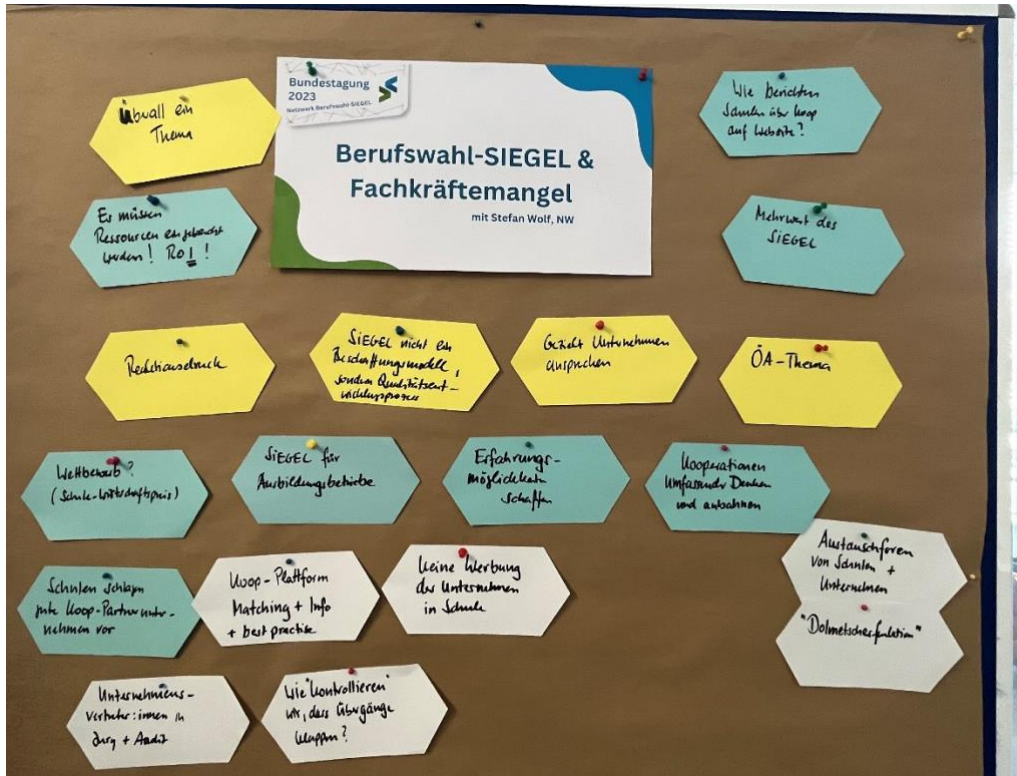 Bundestagung
2023
Netzwerk Berufswahl-SIEGEL
Berufswahl-SIEGEL &
Fachkräftemangel
mit Stefan Wolf, NW
Überall ein
Thema
Wie berichten
Schulen über Koop
auf Website?
Es müssen
Ressourcen eingebracht
werden! ROI!
Mehrwert des
SIEGEL
SIEGEL nicht ein
Beschaffungsmodell,
sondern Qualitätsent-
wicklungsprozess
Gezielt Unternehmen
ansprechen
ÖA-Thema
Wettbewerb?
(Schule-Wirtschaftspreis)
SIEGEL für
Ausbildungsbetriebe
Erfahrungs-
möglichkeiten
schaffen
Kooperationen
Umfassender Denken
und anbahnen
Schulen schlagen
gute Koop-Partnerunter-
nehmen vor
Koop-Plattform
Matching + Info
+ best practise
Keine Werbung
der Unternehmen
in Schule
Austauschforen
von Schulen +
Unternehmen
"Dolmetscherfunktion"
Unternehmens-
vertreter:innen in
Jury + Audit
Wie "kontrollieren"
wir, dass Übergänge
klappen?